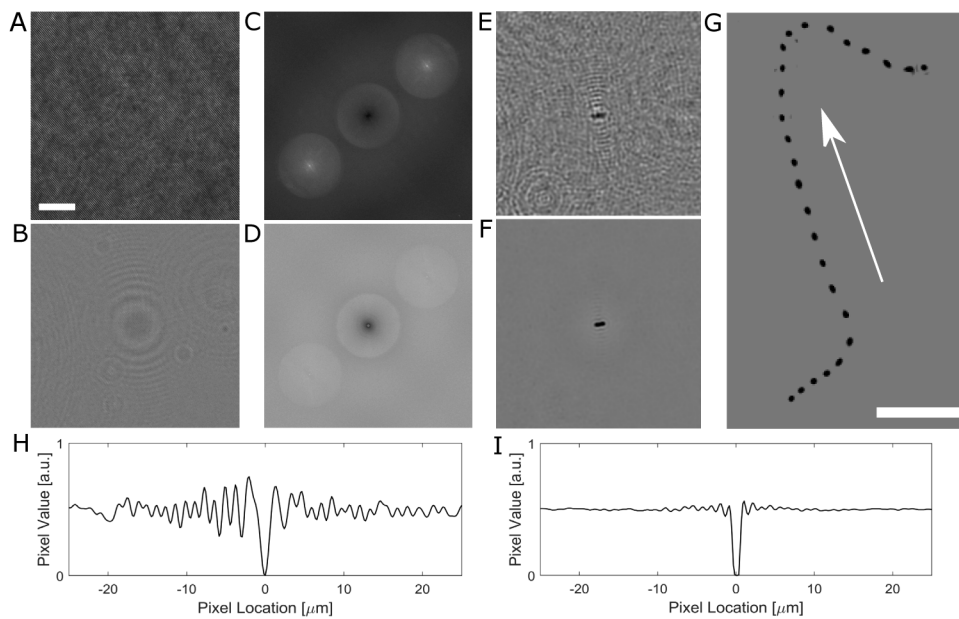 A
C
E
G
B
D
F
H
1
0
Pixel Value [a.u.]
-20
-10
0
10
20
Pixel Location [μm]
I
1
0
Pixel Value [a.u.]
-20
-10
0
10
20
Pixel Location [μm]